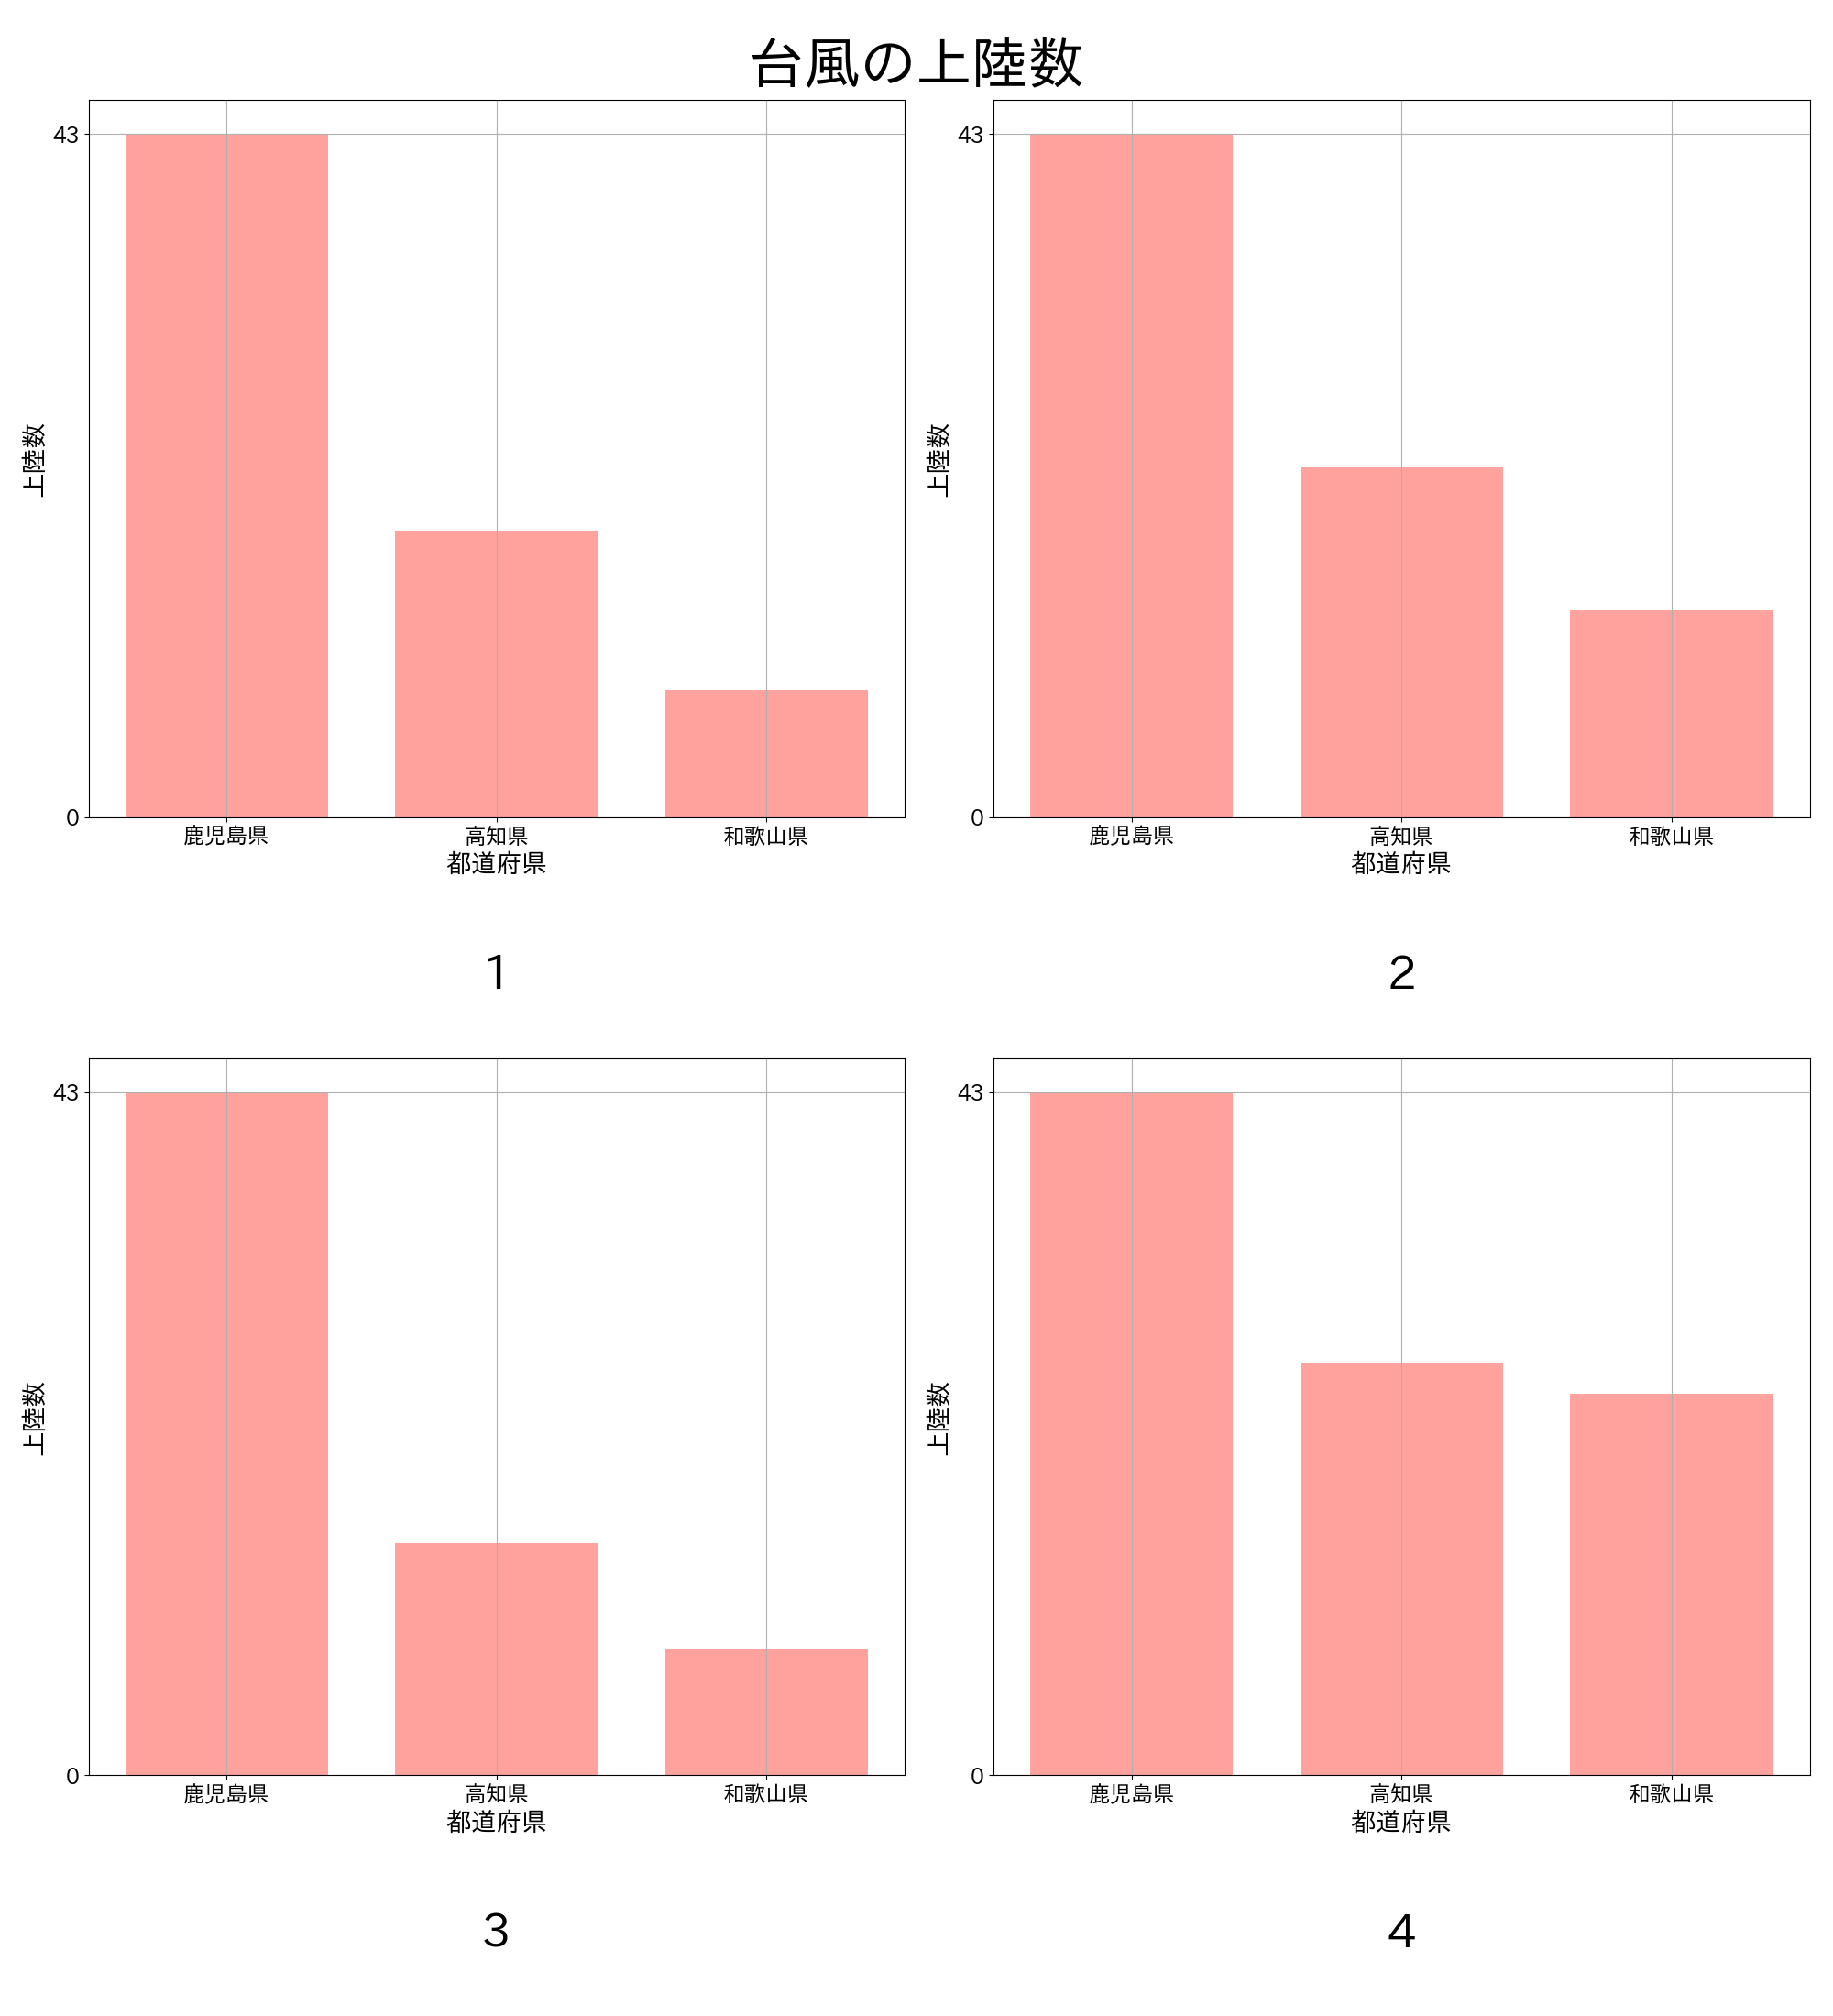 台風の上陸数
43
0
上陸数
鹿児島県 高知県 和歌山県
都道府県
1
43
0
上陸数
鹿児島県 高知県 和歌山県
都道府県
2
43
0
上陸数
鹿児島県 高知県 和歌山県
都道府県
3
43
0
上陸数
鹿児島県 高知県 和歌山県
都道府県
4